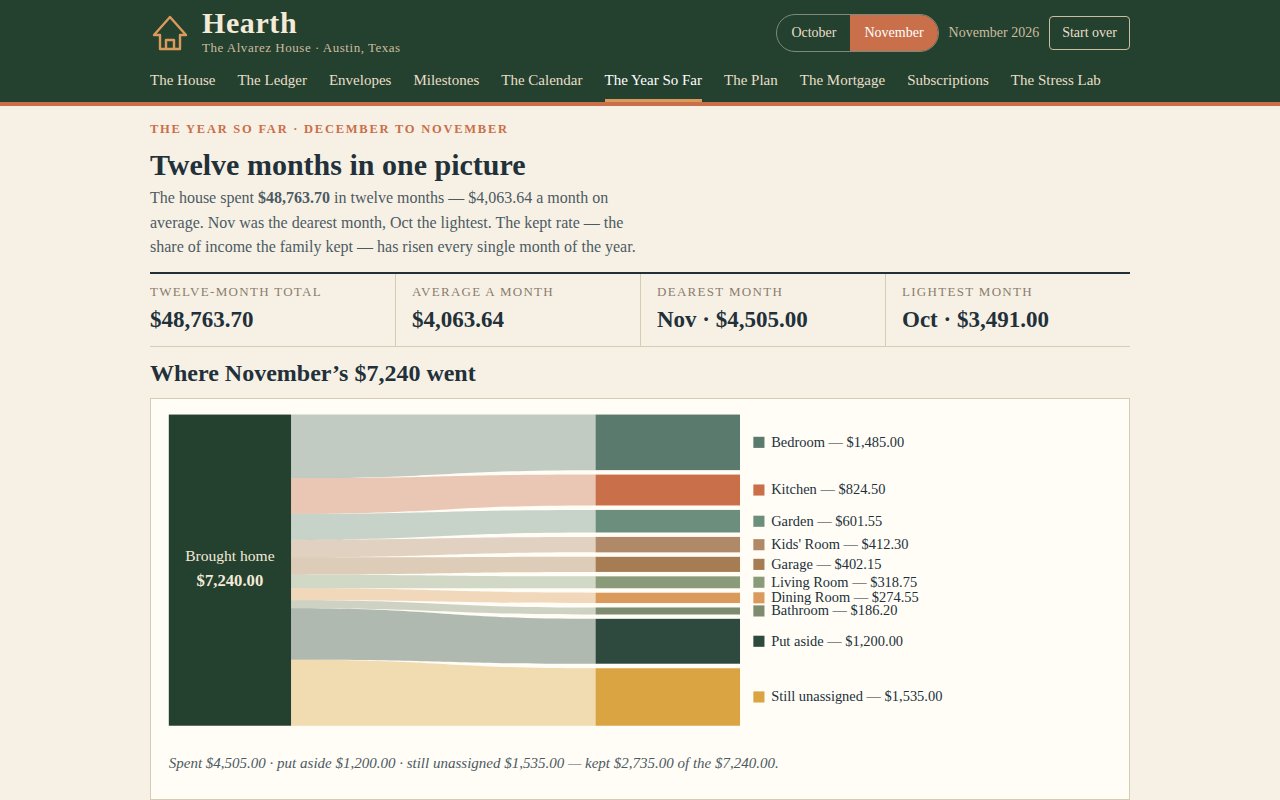 Hearth
The Alvarez House · Austin, Texas
October
November
November 2026
Start over
The House
The Ledger
Envelopes
Milestones
The Calendar
The Year So Far
The Plan
The Mortgage
Subscriptions
The Stress Lab
THE YEAR SO FAR · DECEMBER TO NOVEMBER
Twelve months in one picture
The house spent $48,763.70 in twelve months — $4,063.64 a month on
average. Nov was the dearest month, Oct the lightest. The kept rate — the
share of income the family kept — has risen every single month of the year.
TWELVE-MONTH TOTAL
$48,763.70
AVERAGE A MONTH
$4,063.64
DEAREST MONTH
Nov · $4,505.00
LIGHTEST MONTH
Oct · $3,491.00
Where November’s $7,240 went
Brought home
$7,240.00
Bedroom — $1,485.00
Kitchen — $824.50
Garden — $601.55
Kids' Room — $412.30
Garage — $402.15
Living Room — $318.75
Dining Room — $274.55
Bathroom — $186.20
Put aside — $1,200.00
Still unassigned — $1,535.00
Spent $4,505.00 · put aside $1,200.00 · still unassigned $1,535.00 — kept $2,735.00 of the $7,240.00.